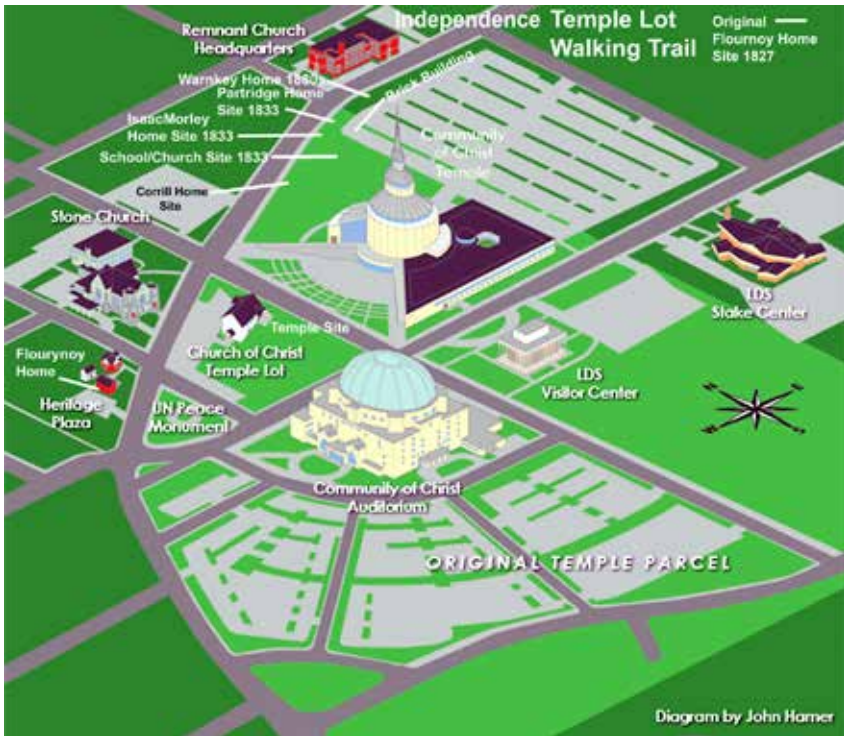 Independence Temple Lot
Walking Trail
Original
Flournoy Home
Site 1827
Remnant Church
Headquarters
Warnkey Home 1880s
Partridge Home
Site 1833
Brick Building
Isaac Morley
Home Site 1833
School/Church Site 1833
Corrill Home
Site
Community
of Christ
Temple
Stone Church
LDS
Stake Center
Temple Site
Church of Christ
Temple Lot
Flourynoy
Home
Heritage
Plaza
UN Peace
Monument
LDS
Visitor Center
Community of Christ
Auditorium
ORIGINAL TEMPLE PARCEL
Diagram by John Hamer